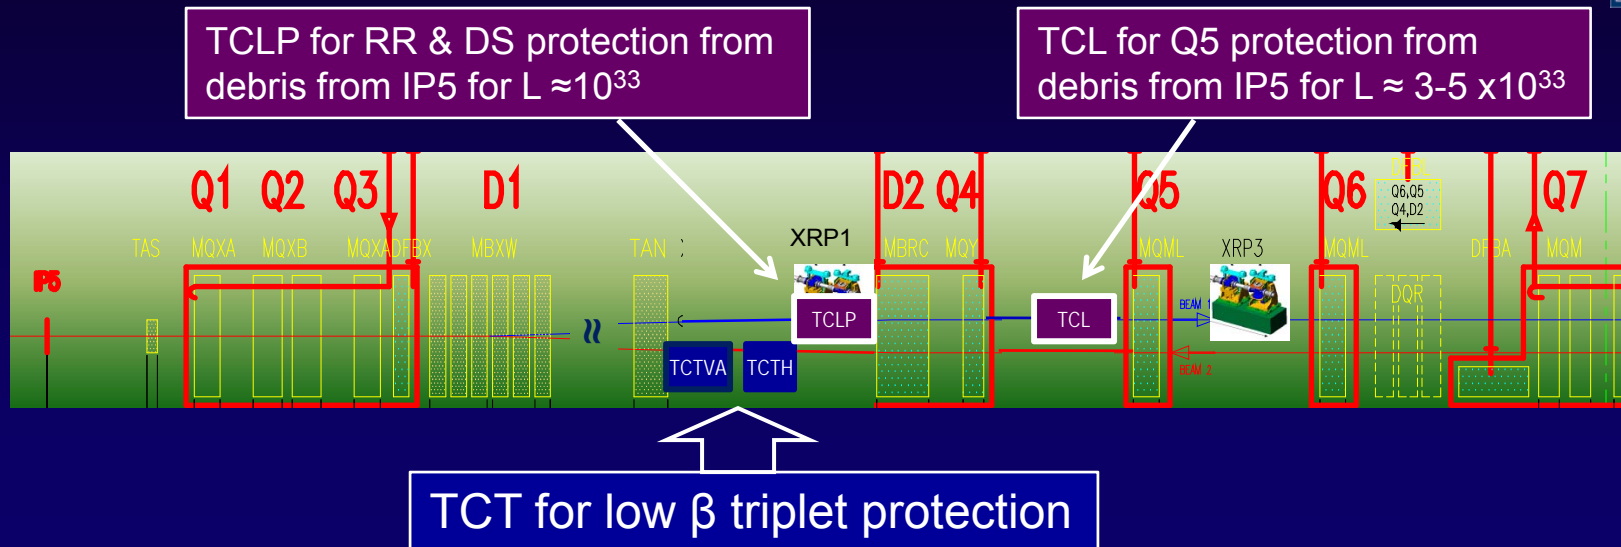 TCLP for RR & DS protection from
debris from IP5 for L ≈10³³
TCL for Q5 protection from
debris from IP5 for L ≈ 3-5 x10³³
Q1 Q2 Q3 D1 D2 Q4 Q5 Q6 Q7
Q6,Q5
Q4,D2
TAS MQXA MQXB MQXA DFBX MBXW TAN XRP1 MBRC MQY MQML XRP3 MQML DFBA MQM
IP5
DQR
TCLP
TCL
BEAM 1
TCTVA
TCTH
BEAM 2
TCT for low β triplet protection